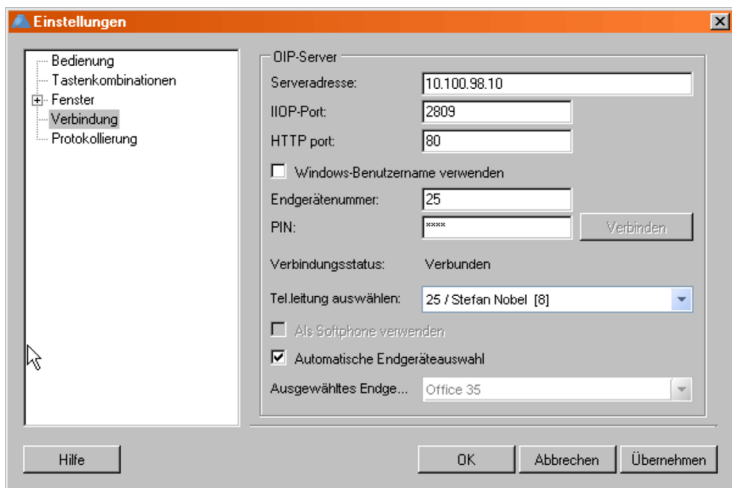 Einstellungen
Bedienung
Tastenkombinationen
Fenster
Verbindung
Protokollierung
OIP-Server
Serveradresse: 10.100.98.10
IIOP-Port: 2809
HTTP port: 80
Windows-Benutzername verwenden
Endgerätenummer: 25
PIN: **** Verbinden
Verbindungsstatus: Verbunden
Tel.leitung auswählen: 25 / Stefan Nobel [8]
Als Softphone verwenden
Automatische Endgeräteauswahl
Ausgewähltes Endge... Office 35
Hilfe OK Abbrechen Übernehmen